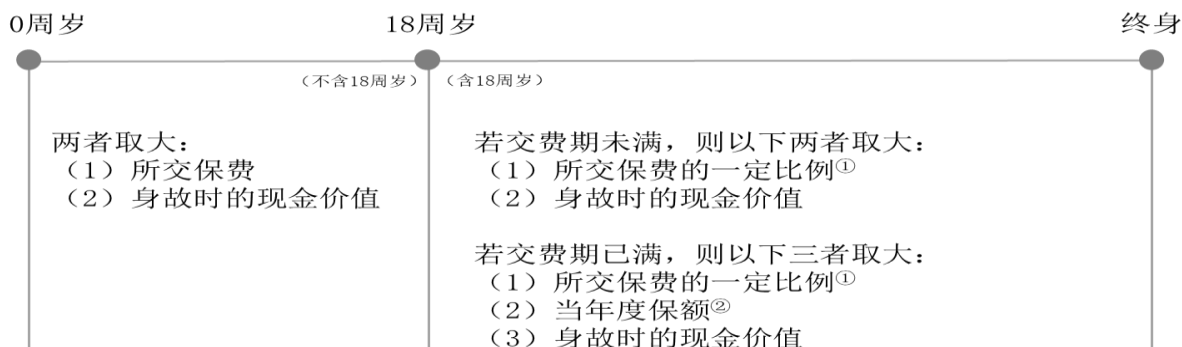 0周岁
18周岁
终身
（不含18周岁）
（含18周岁）
两者取大：
（1）所交保费
（2）身故时的现金价值
若交费期未满，则以下两者取大：
（1）所交保费的一定比例①
（2）身故时的现金价值
若交费期已满，则以下三者取大：
（1）所交保费的一定比例①
（2）当年度保额②
（3）身故时的现金价值